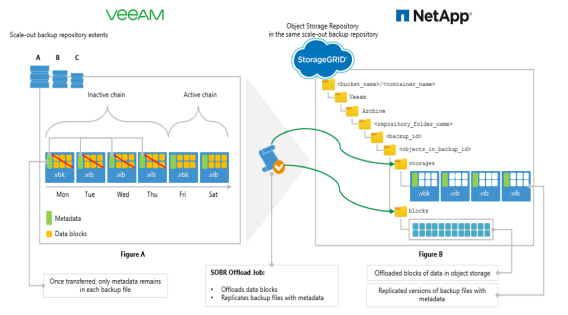 veeam
NetApp®
Scale-out backup repository extents
Object Storage Repository
in the same scale-out backup repository
StorageGRID®
A
B
C
Inactive chain
Active chain
.vbk
.vib
.vib
.vib
.vbk
.vib
Mon
Tue
Wed
Thu
Fri
Sat
Metadata
Data blocks
Figure A
Once transferred, only metadata remains
in each backup file
SOBR Offload Job:
• Offloads data blocks
• Replicates backup files with metadata
<bucket_name>/<container_name>
Veeam
Archive
<repository_folder_name>
<backup_id>
<objects_in_backup_id>
storages
.vbk
.vib
.vib
.vib
blocks
Figure B
Offloaded blocks of data in object storage
Replicated versions of backup files with
metadata